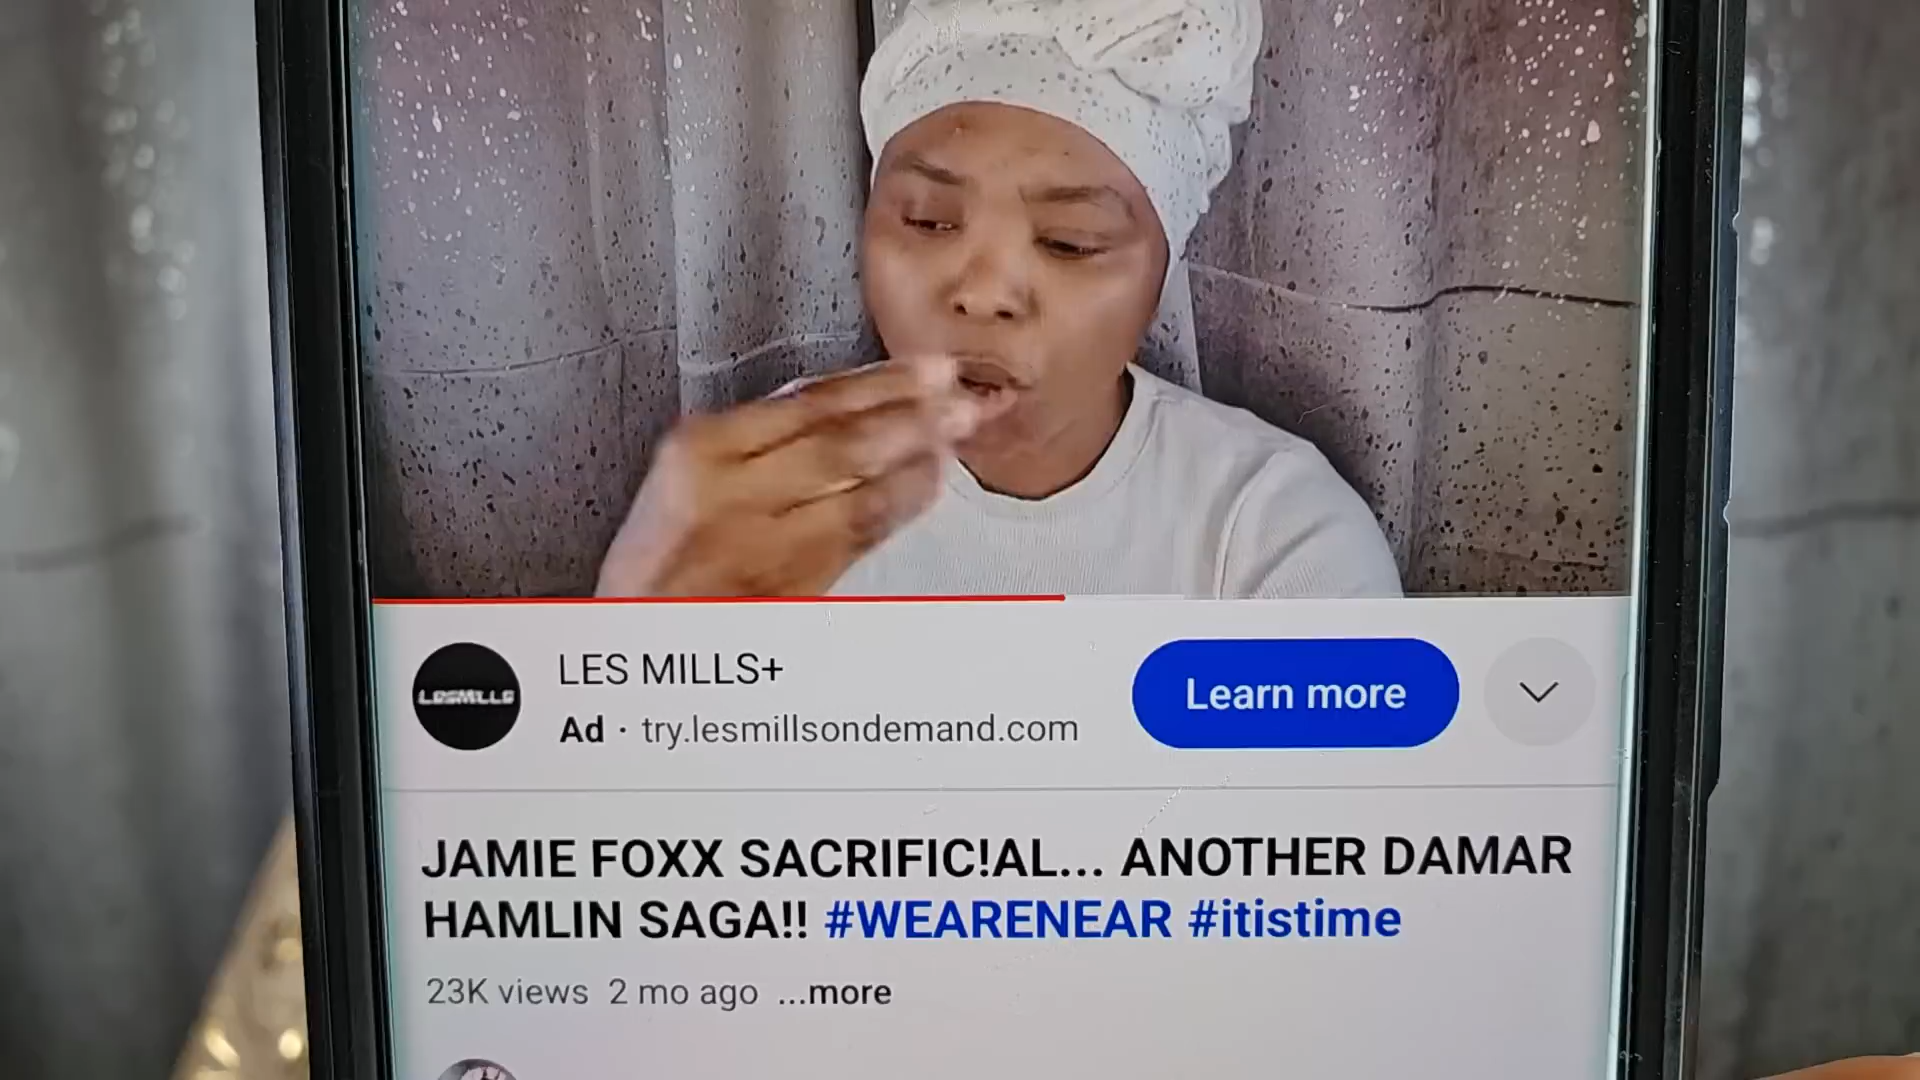 LESMILLS
LES MILLS+
Ad · try.lesmillsondemand.com
Learn more
JAMIE FOXX SACRIFIC!AL... ANOTHER DAMAR
HAMLIN SAGA!! #WEARENEAR #itistime
23K views 2 mo ago ...more